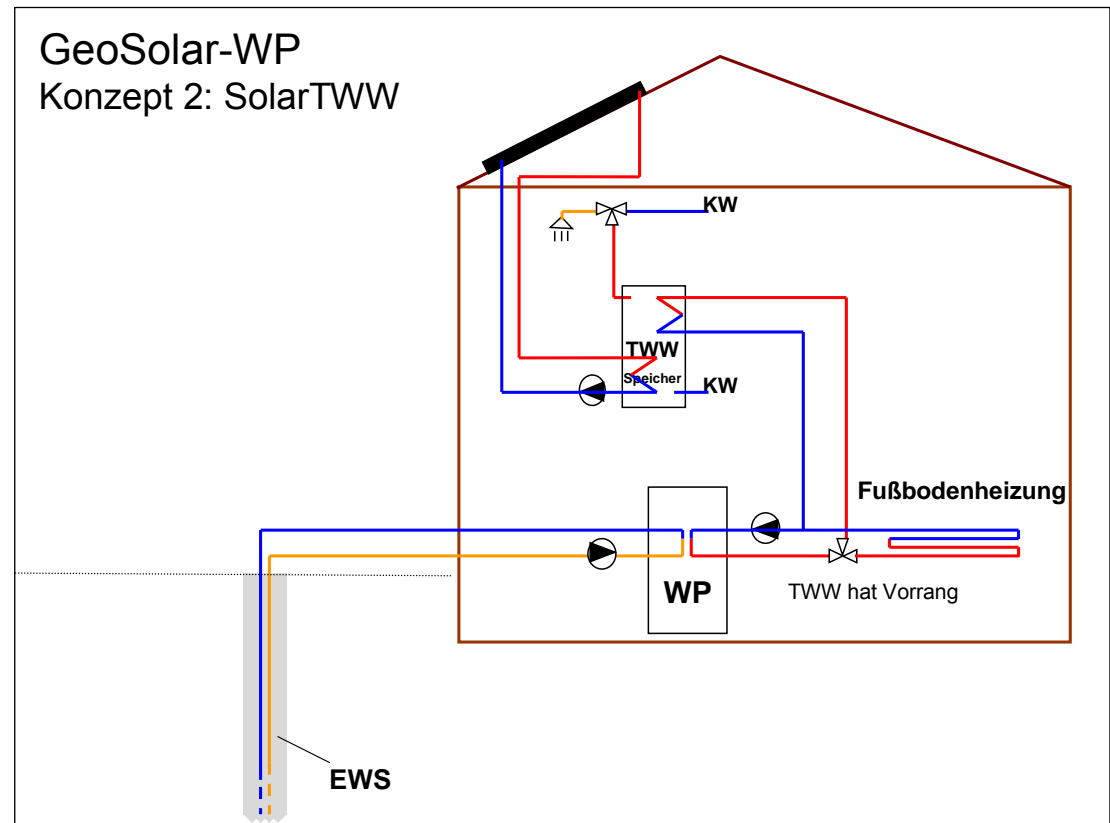 GeoSolar-WP
Konzept 2: SolarTWW
KW
TWW
Speicher
KW
Fußbodenheizung
WP
TWW hat Vorrang
EWS